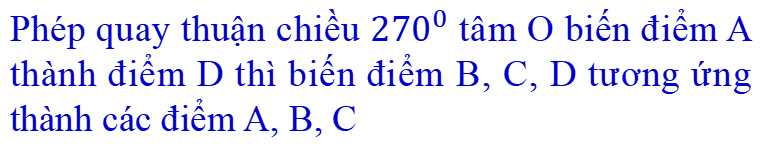 Phép quay thuận chiều 270⁰ tâm O biến điểm A
thành điểm D thì biến điểm B, C, D tương ứng
thành các điểm A, B, C